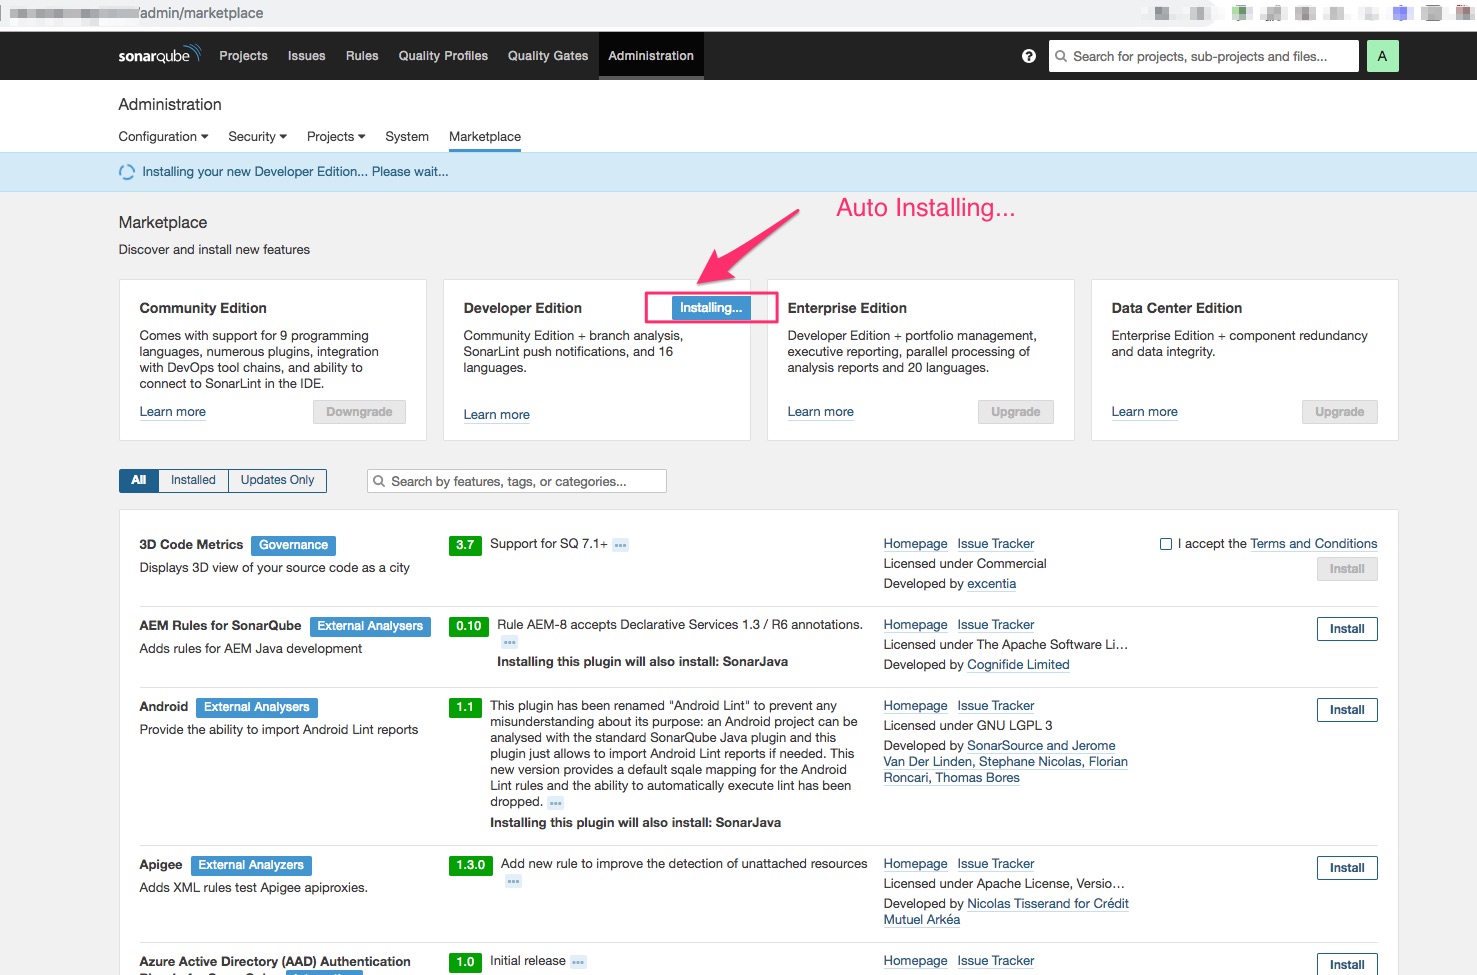 /admin/marketplace
sonarqube Projects Issues Rules Quality Profiles Quality Gates Administration ? Search for projects, sub-projects and files... A
Administration
Configuration Security Projects System Marketplace
Installing your new Developer Edition... Please wait...
Auto Installing...
Marketplace
Discover and install new features
Community Edition
Comes with support for 9 programming
languages, numerous plugins, integration
with DevOps tool chains, and ability to
connect to SonarLint in the IDE.
Learn more Downgrade
Developer Edition Installing...
Community Edition + branch analysis,
SonarLint push notifications, and 16
languages.
Learn more
Enterprise Edition
Developer Edition + portfolio management,
executive reporting, parallel processing of
analysis reports and 20 languages.
Learn more Upgrade
Data Center Edition
Enterprise Edition + component redundancy
and data integrity.
Learn more Upgrade
All Installed Updates Only Search by features, tags, or categories...
3D Code Metrics Governance
Displays 3D view of your source code as a city
3.7 Support for SQ 7.1+ ...
Homepage Issue Tracker
Licensed under Commercial
Developed by excentia
I accept the Terms and Conditions
Install
AEM Rules for SonarQube External Analysers
Adds rules for AEM Java development
0.10 Rule AEM-8 accepts Declarative Services 1.3 / R6 annotations.
...
Installing this plugin will also install: SonarJava
Homepage Issue Tracker
Licensed under The Apache Software Li...
Developed by Cognifide Limited
Install
Android External Analysers
Provide the ability to import Android Lint reports
1.1 This plugin has been renamed "Android Lint" to prevent any
misunderstanding about its purpose: an Android project can be
analysed with the standard SonarQube Java plugin and this
plugin just allows to import Android Lint reports if needed. This
new version provides a default sqale mapping for the Android
Lint rules and the ability to automatically execute lint has been
dropped. ...
Installing this plugin will also install: SonarJava
Homepage Issue Tracker
Licensed under GNU LGPL 3
Developed by SonarSource and Jerome
Van Der Linden, Stephane Nicolas, Florian
Roncari, Thomas Bores
Install
Apigee External Analyzers
Adds XML rules test Apigee apiproxies.
1.3.0 Add new rule to improve the detection of unattached resources
...
Homepage Issue Tracker
Licensed under Apache License, Versio...
Developed by Nicolas Tisserand for Crédit
Mutuel Arkéa
Install
Azure Active Directory (AAD) Authentication
1.0 Initial release ...
Homepage Issue Tracker
Install